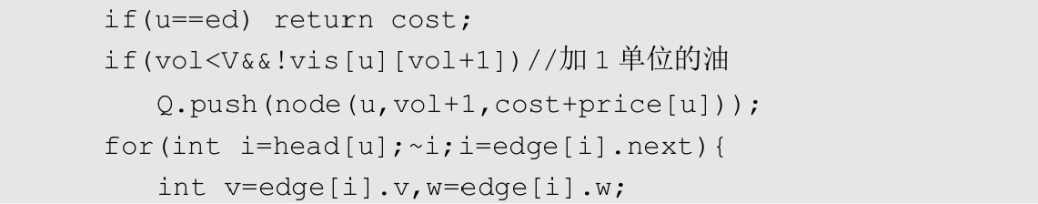 if(u==ed) return cost;
if(vol<V&&!vis[u][vol+1])//加 1 单位的油
Q.push(node(u,vol+1,cost+price[u]));
for(int i=head[u];~i;i=edge[i].next){
int v=edge[i].v,w=edge[i].w;